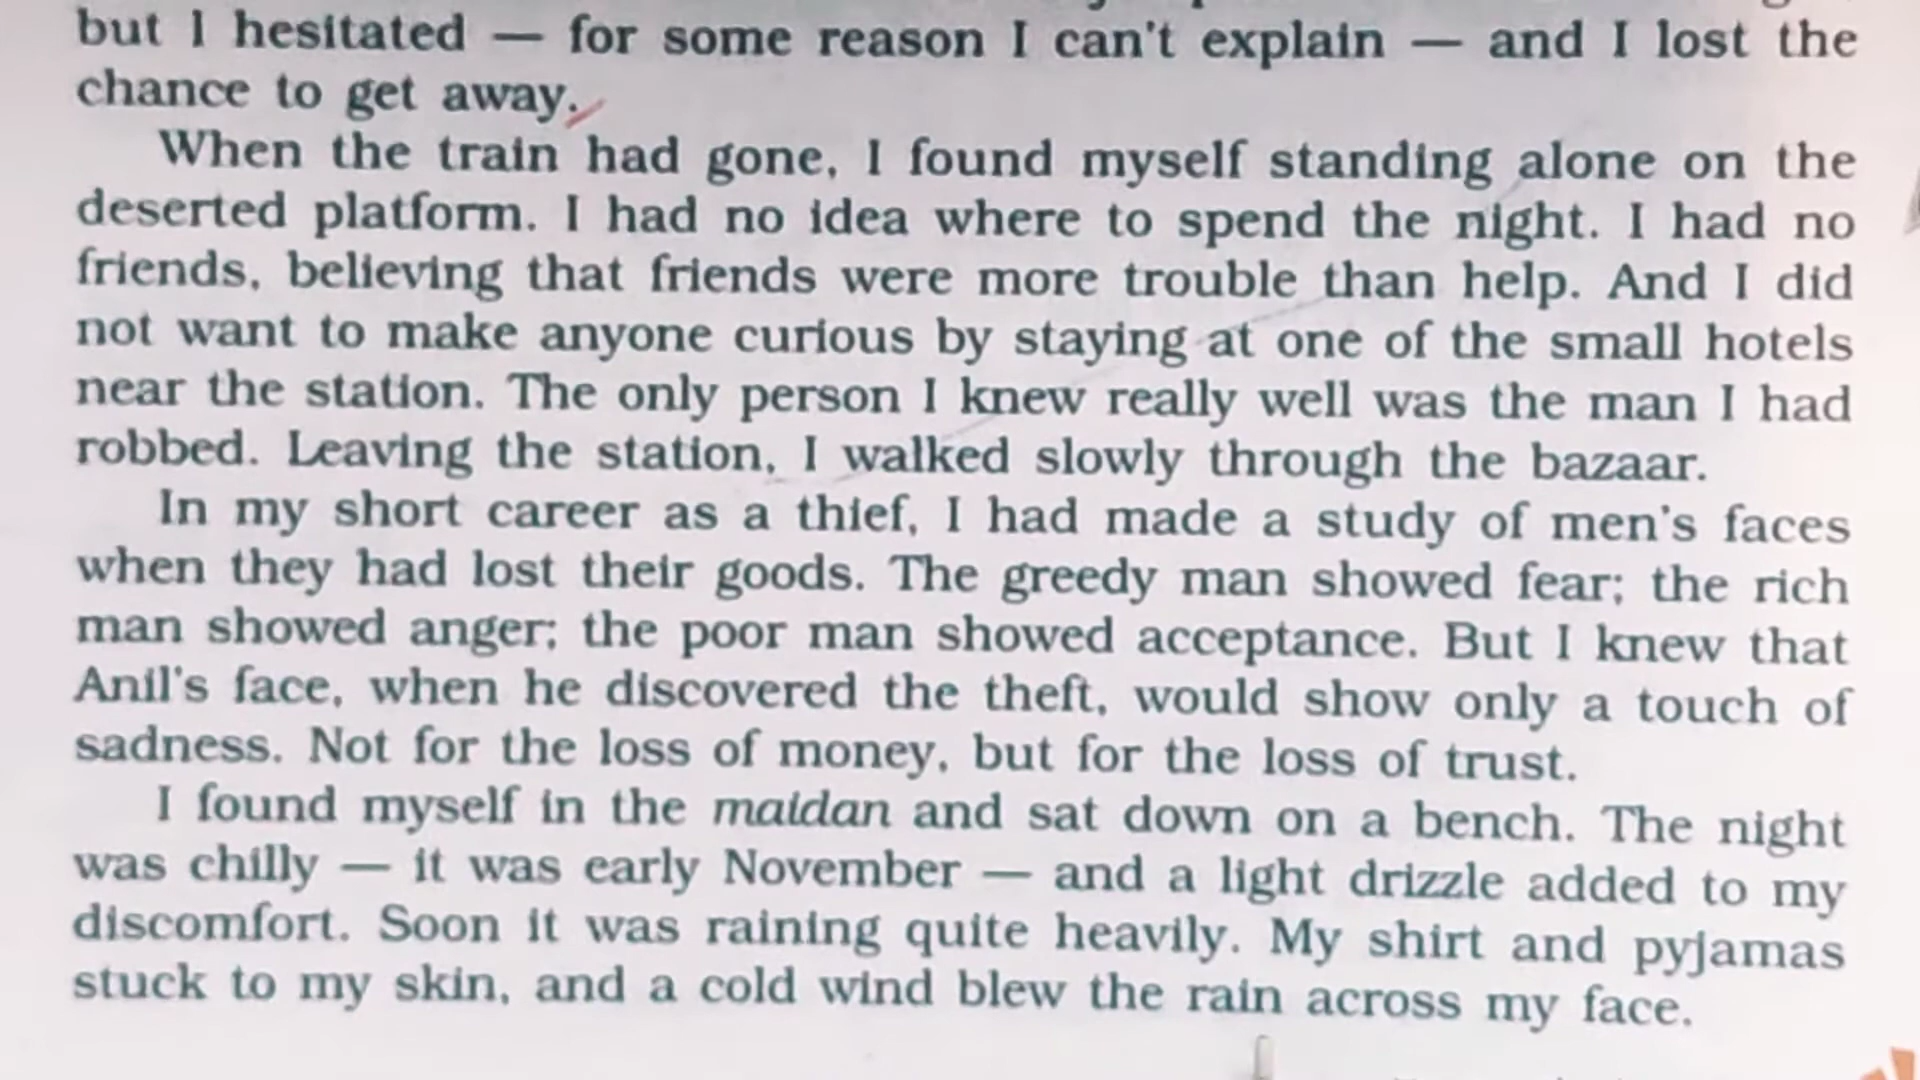 but I hesitated — for some reason I can't explain — and I lost the
chance to get away.
When the train had gone, I found myself standing alone on the
deserted platform. I had no idea where to spend the night. I had no
friends, believing that friends were more trouble than help. And I did
not want to make anyone curious by staying at one of the small hotels
near the station. The only person I knew really well was the man I had
robbed. Leaving the station, I walked slowly through the bazaar.
In my short career as a thief, I had made a study of men's faces
when they had lost their goods. The greedy man showed fear; the rich
man showed anger; the poor man showed acceptance. But I knew that
Anil's face, when he discovered the theft, would show only a touch of
sadness. Not for the loss of money, but for the loss of trust.
I found myself in the maidan and sat down on a bench. The night
was chilly — it was early November — and a light drizzle added to my
discomfort. Soon it was raining quite heavily. My shirt and pyjamas
stuck to my skin, and a cold wind blew the rain across my face.